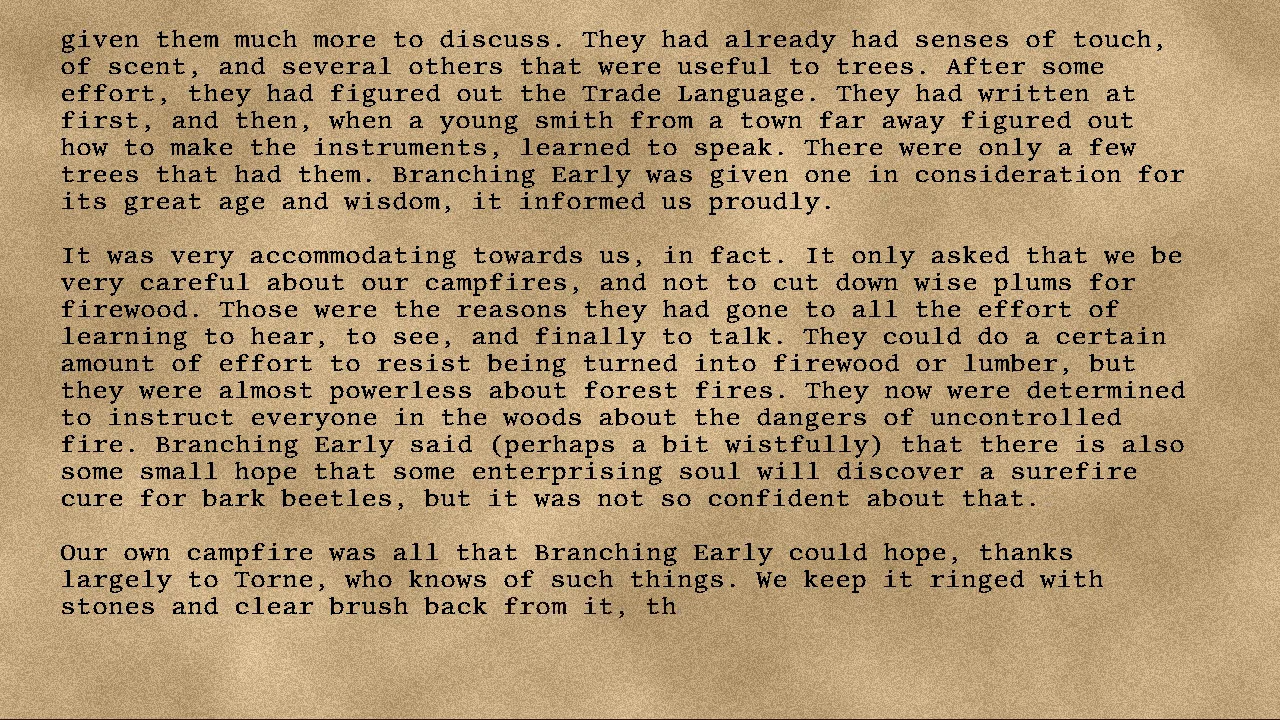 given them much more to discuss. They had already had senses of touch,
of scent, and several others that were useful to trees. After some
effort, they had figured out the Trade Language. They had written at
first, and then, when a young smith from a town far away figured out
how to make the instruments, learned to speak. There were only a few
trees that had them. Branching Early was given one in consideration for
its great age and wisdom, it informed us proudly.

It was very accommodating towards us, in fact. It only asked that we be
very careful about our campfires, and not to cut down wise plums for
firewood. Those were the reasons they had gone to all the effort of
learning to hear, to see, and finally to talk. They could do a certain
amount of effort to resist being turned into firewood or lumber, but
they were almost powerless about forest fires. They now were determined
to instruct everyone in the woods about the dangers of uncontrolled
fire. Branching Early said (perhaps a bit wistfully) that there is also
some small hope that some enterprising soul will discover a surefire
cure for bark beetles, but it was not so confident about that.

Our own campfire was all that Branching Early could hope, thanks
largely to Torne, who knows of such things. We keep it ringed with
stones and clear brush back from it, th